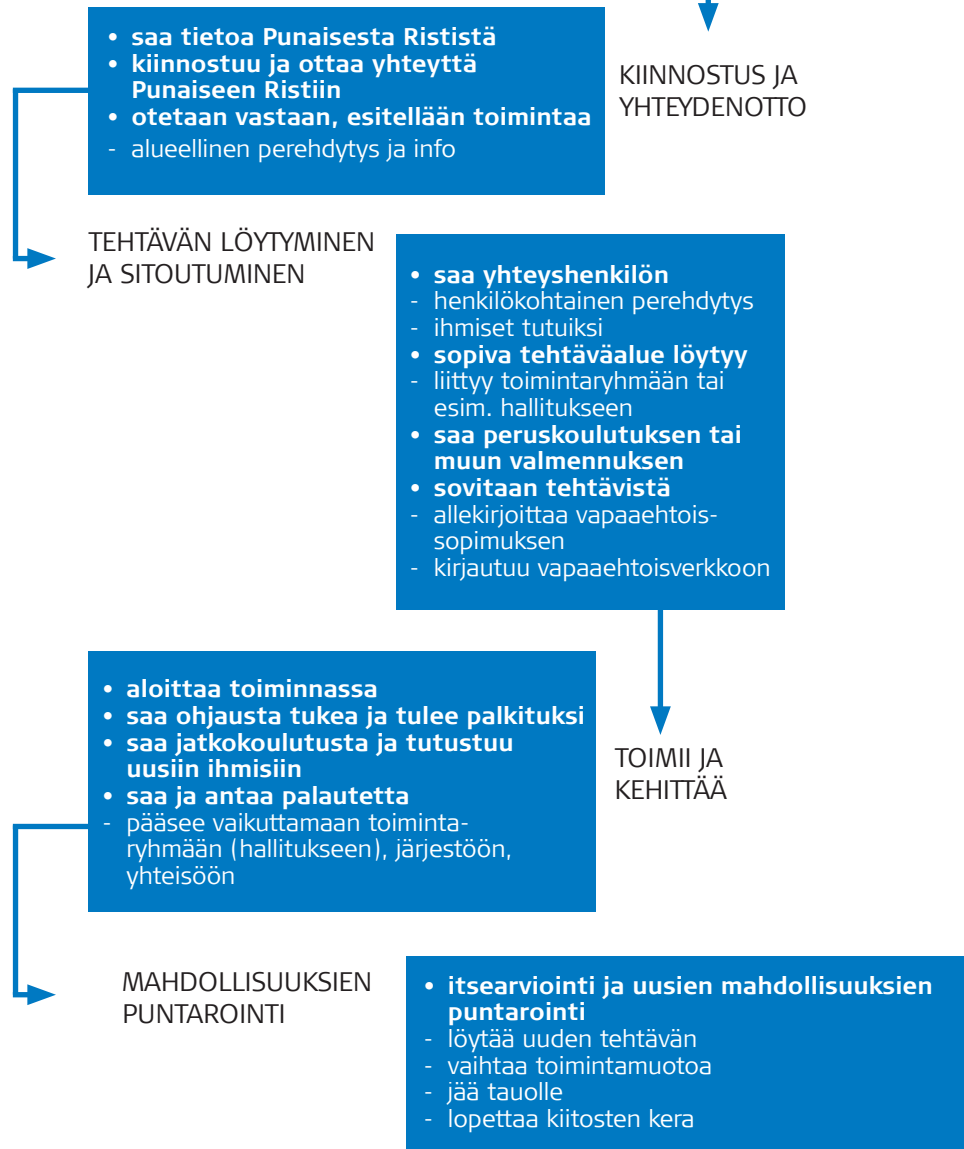 • saa tietoa Punaisesta Rististä
• kiinnostuu ja ottaa yhteyttä
Punaiseen Ristiin
• otetaan vastaan, esitellään toimintaa
- alueellinen perehdytys ja info
KIINNOSTUS JA
YHTEYDENOTTO
TEHTÄVÄN LÖYTYMINEN
JA SITOUTUMINEN
• saa yhteyshenkilön
- henkilökohtainen perehdytys
- ihmiset tutuiksi
• sopiva tehtäväalue löytyy
- liittyy toimintaryhmään tai
esim. hallitukseen
• saa peruskoulutuksen tai
muun valmennuksen
• sovitaan tehtävistä
- allekirjoittaa vapaaehtois-
sopimuksen
- kirjautuu vapaaehtoisverkkoon
• aloittaa toiminnassa
• saa ohjausta tukea ja tulee palkituksi
• saa jatkokoulutusta ja tutustuu
uusiin ihmisiin
• saa ja antaa palautetta
- pääsee vaikuttamaan toiminta-
ryhmään (hallitukseen), järjestöön,
yhteisöön
TOIMII JA
KEHITTÄÄ
MAHDOLLISUUKSIEN
PUNTAROINTI
• itsearviointi ja uusien mahdollisuuksien
puntarointi
- löytää uuden tehtävän
- vaihtaa toimintamuotoa
- jää tauolle
- lopettaa kiitosten kera